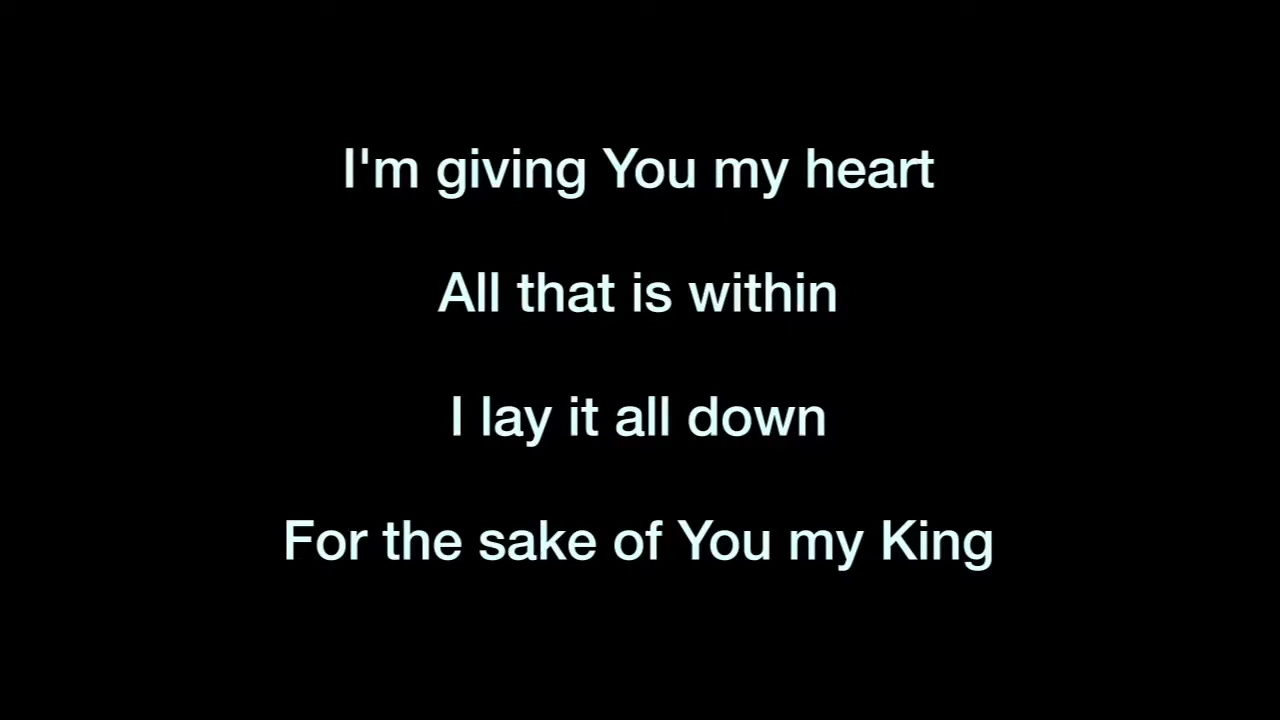 I'm giving You my heart
All that is within
I lay it all down
For the sake of You my King